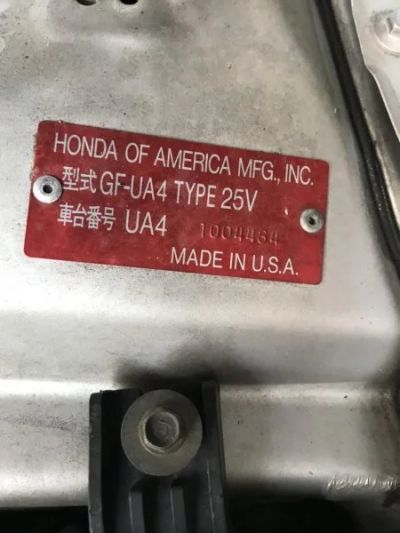 HONDA OF AMERICA MFG., INC.
型式 GF-UA4 TYPE 25V
車台番号 UA4 1004464
MADE IN U.S.A.